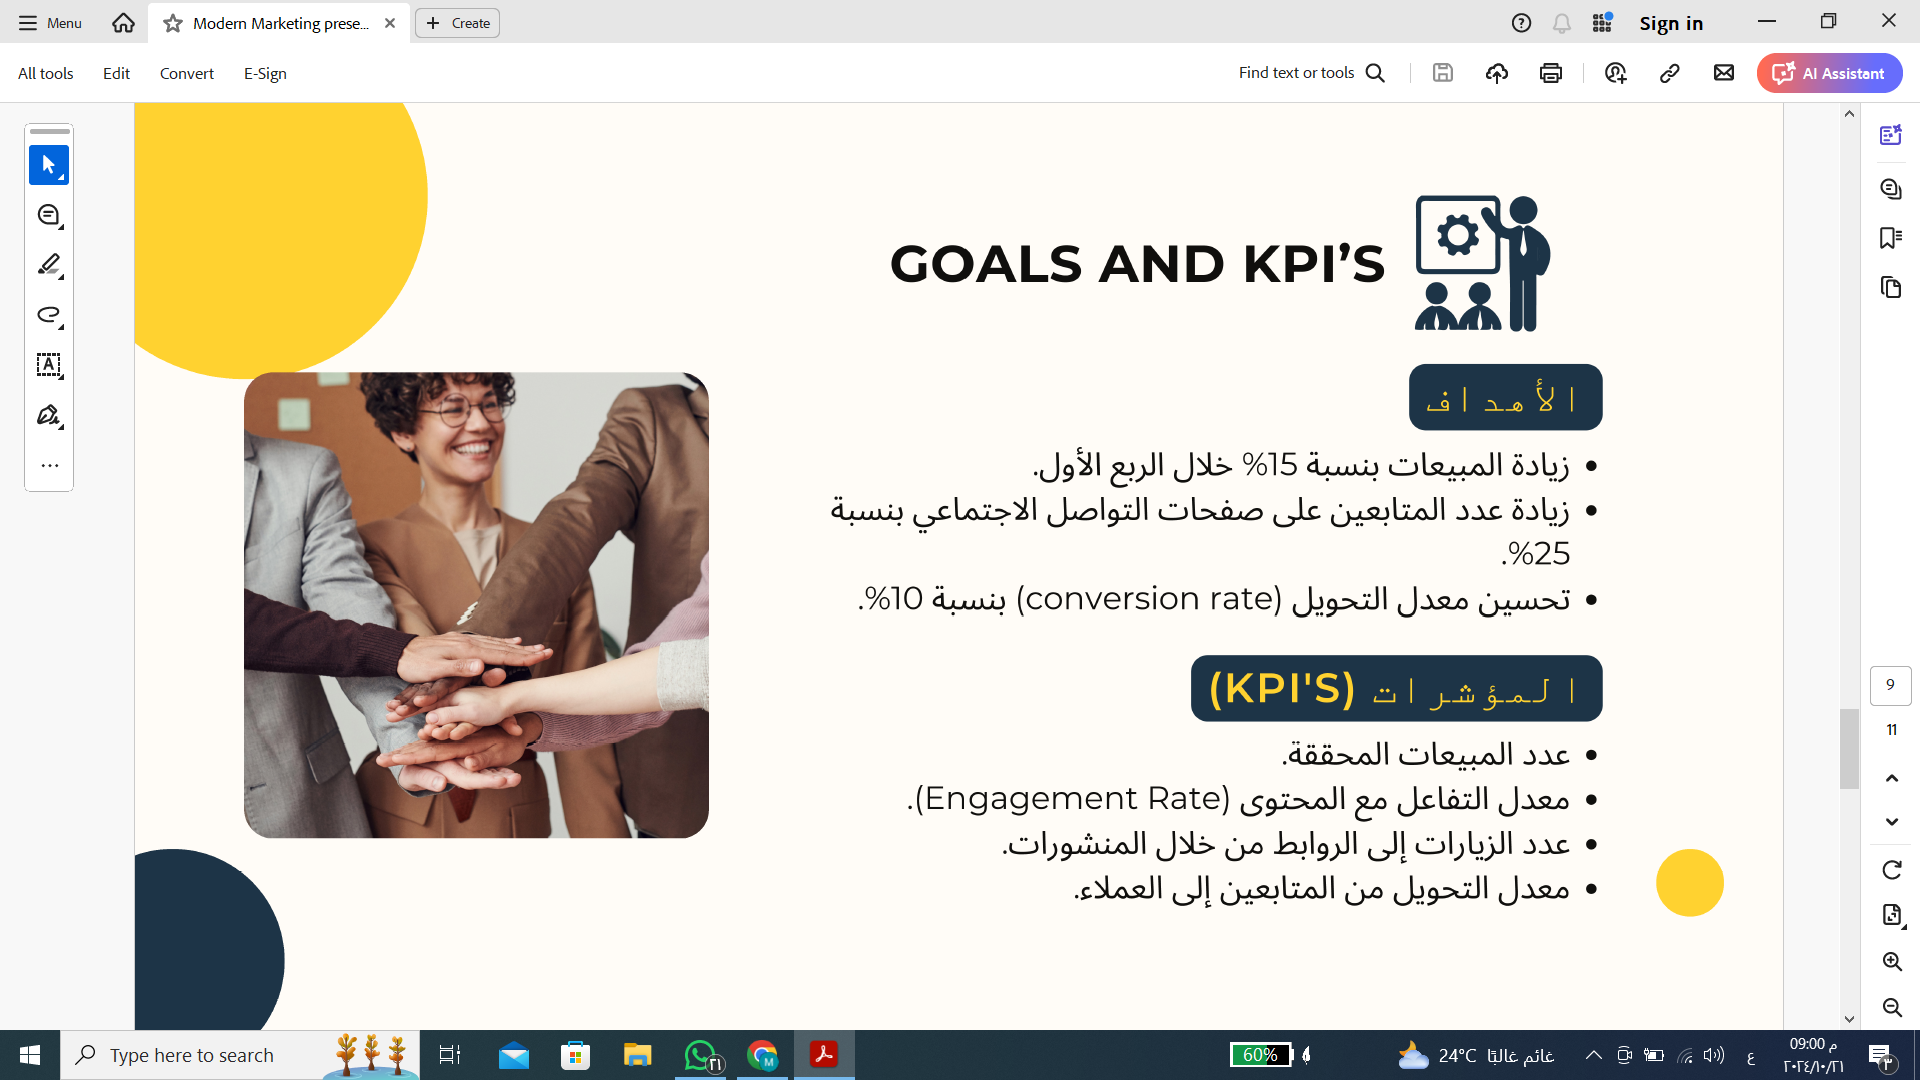 Menu
Modern Marketing prese...
Create
Sign in
All tools
Edit
Convert
E-Sign
Find text or tools
AI Assistant
GOALS AND KPI’S
الأهداف
• زيادة المبيعات بنسبة 15% خلال الربع الأول.
• زيادة عدد المتابعين على صفحات التواصل الاجتماعي بنسبة
25%.
• تحسين معدل التحويل (conversion rate) بنسبة 10%.
المؤشرات (KPI'S)
• عدد المبيعات المحققة.
• معدل التفاعل مع المحتوى (Engagement Rate).
• عدد الزيارات إلى الروابط من خلال المنشورات.
• معدل التحويل من المتابعين إلى العملاء.
9
11
Type here to search
٢١
M
60%
24°C غائم غالبًا
ع
09:00 م
٢٠٢٤/١٠/٢١
٣